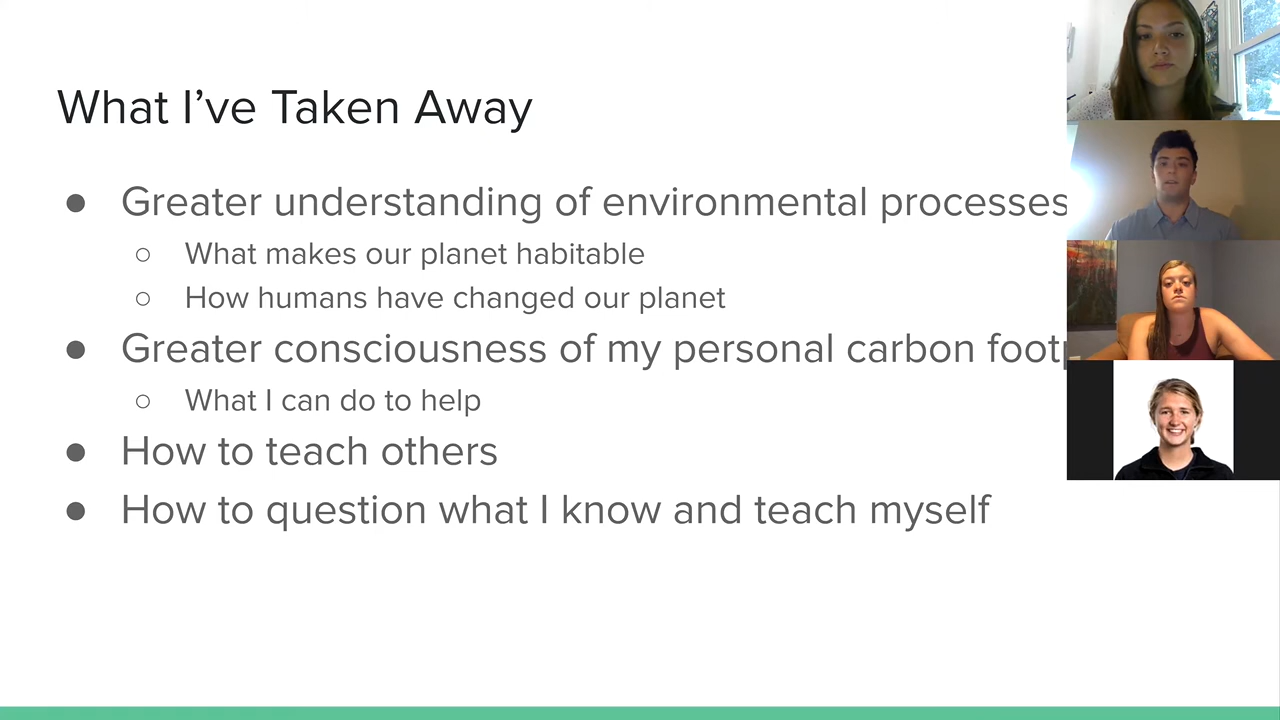 What I've Taken Away
● Greater understanding of environmental processes
○ What makes our planet habitable
○ How humans have changed our planet
● Greater consciousness of my personal carbon
○ What I can do to help
● How to teach others
● How to question what I know and teach myself